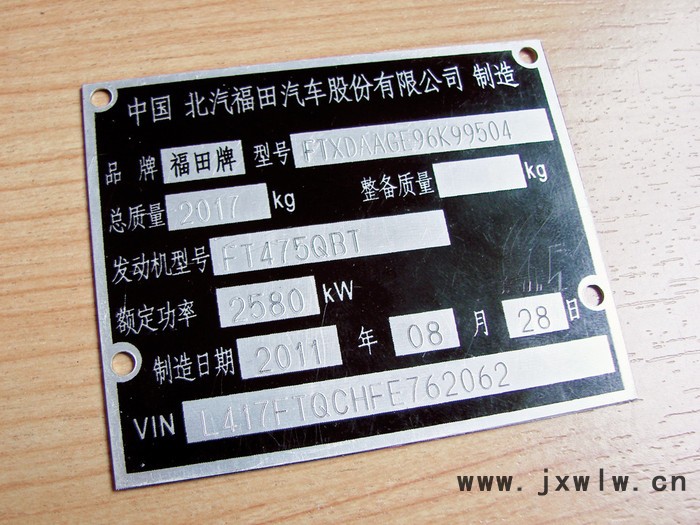 中国 北汽福田汽车股份有限公司 制造
品牌 福田牌 型号 FTXDAAGE96K99504
总质量 2017 kg 整备质量 kg
发动机型号 FT475QBT
额定功率 2580 kW
制造日期 2011 年 08 月 28 日
VIN L417FTQCHFE762062
www.jxwlw.cn